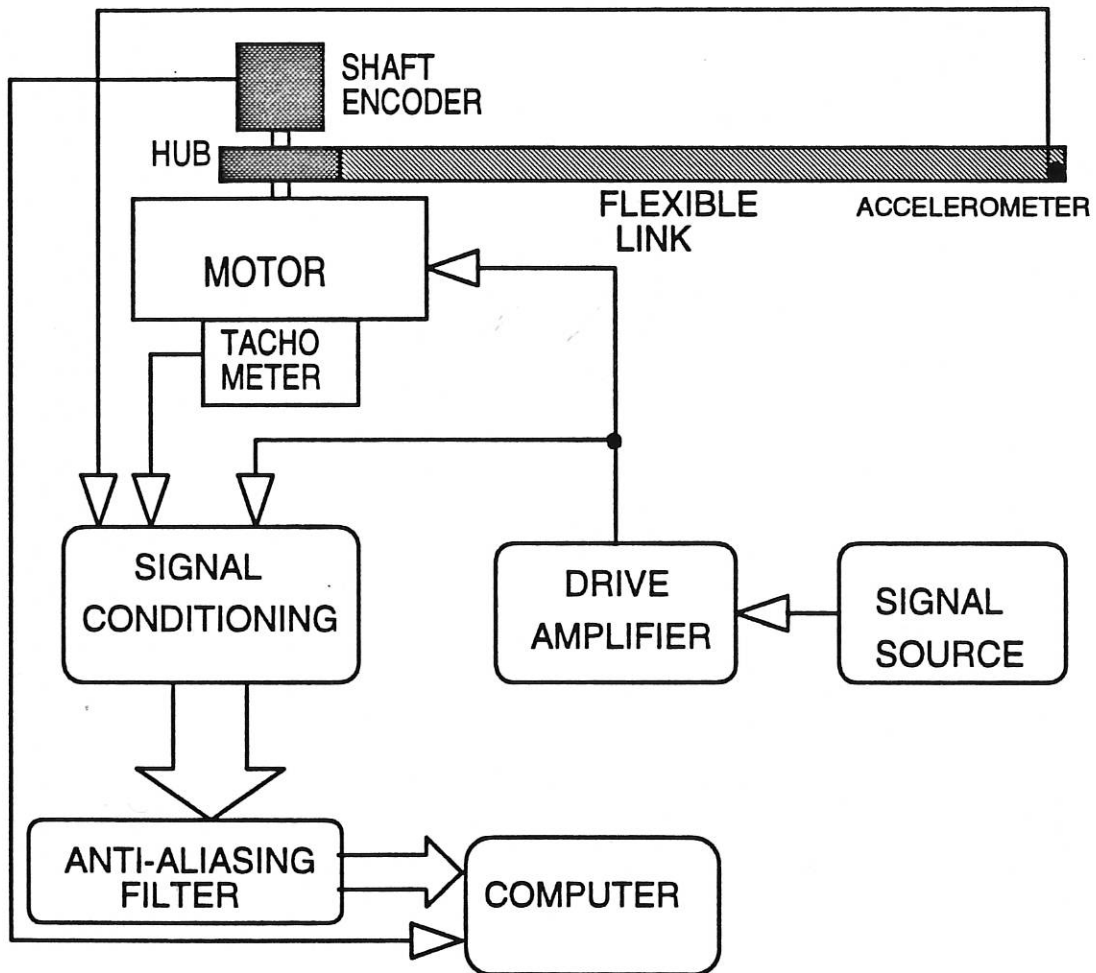 SHAFT
ENCODER
HUB
FLEXIBLE
LINK
ACCELEROMETER
MOTOR
TACHO
METER
SIGNAL
CONDITIONING
DRIVE
AMPLIFIER
SIGNAL
SOURCE
ANTI-ALIASING
FILTER
COMPUTER